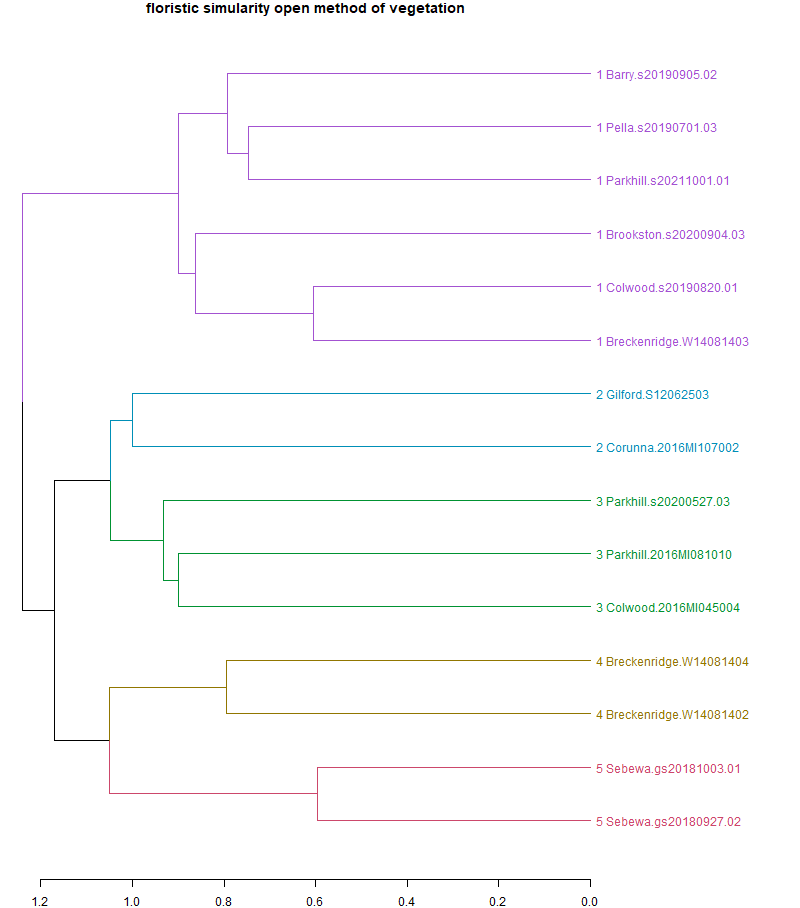 floristic simularity open method of vegetation
1 Barry.s20190905.02
1 Pella.s20190701.03
1 Parkhill.s20211001.01
1 Brookston.s20200904.03
1 Colwood.s20190820.01
1 Breckenridge.W14081403
2 Gilford.S12062503
2 Corunna.2016MI107002
3 Parkhill.s20200527.03
3 Parkhill.2016MI081010
3 Colwood.2016MI045004
4 Breckenridge.W14081404
4 Breckenridge.W14081402
5 Sebewa.gs20181003.01
5 Sebewa.gs20180927.02
1.2 1.0 0.8 0.6 0.4 0.2 0.0